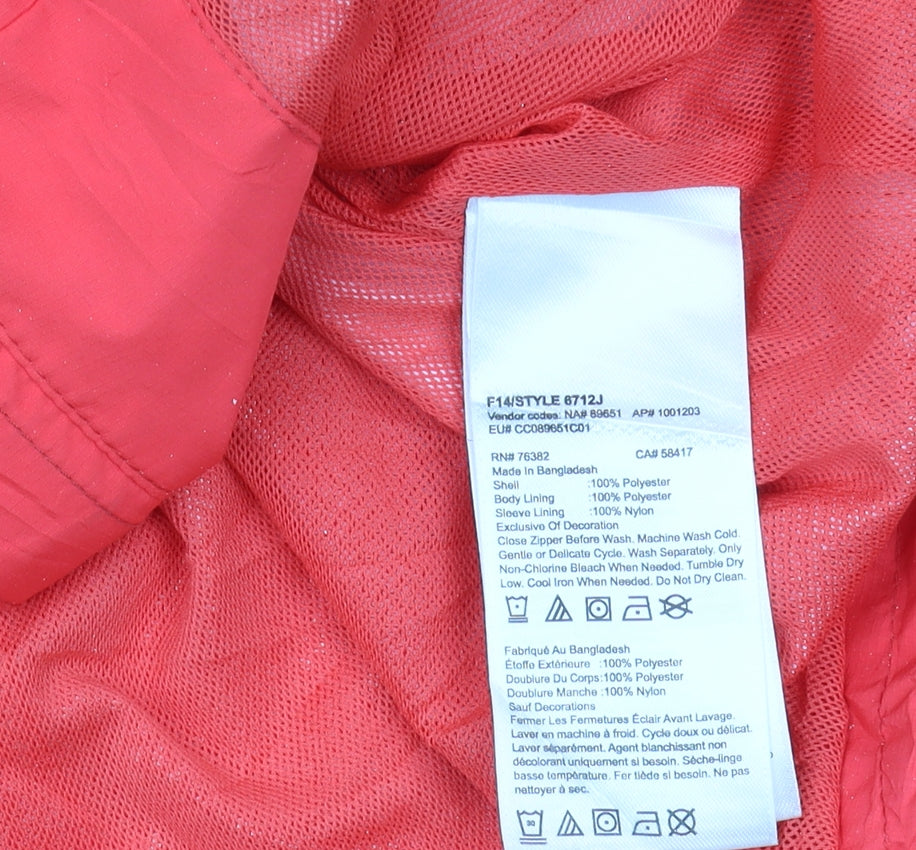 F14/STYLE 6712J
Vendor codes: NA# 89651 AP# 1001203
EU# CC089651C01
RN# 76382 CA# 58417
Made In Bangladesh
Shell :100% Polyester
Body Lining :100% Polyester
Sleeve Lining :100% Nylon
Exclusive Of Decoration
Close Zipper Before Wash. Machine Wash Cold.
Gentle or Delicate Cycle. Wash Separately. Only
Non-Chlorine Bleach When Needed. Tumble Dry
Low. Cool Iron When Needed. Do Not Dry Clean.
Fabriqué Au Bangladesh
Étoffe Extérieure :100% Polyester
Doublure Du Corps:100% Polyester
Doublure Manche :100% Nylon
Sauf Decorations
Fermer Les Fermetures Éclair Avant Lavage.
Laver en machine à froid. Cycle doux ou délicat.
Laver séparément. Agent blanchissant non
décolorant uniquement si besoin. Sèche-linge
basse température. Fer tiède si besoin. Ne pas
nettoyer à sec.
30